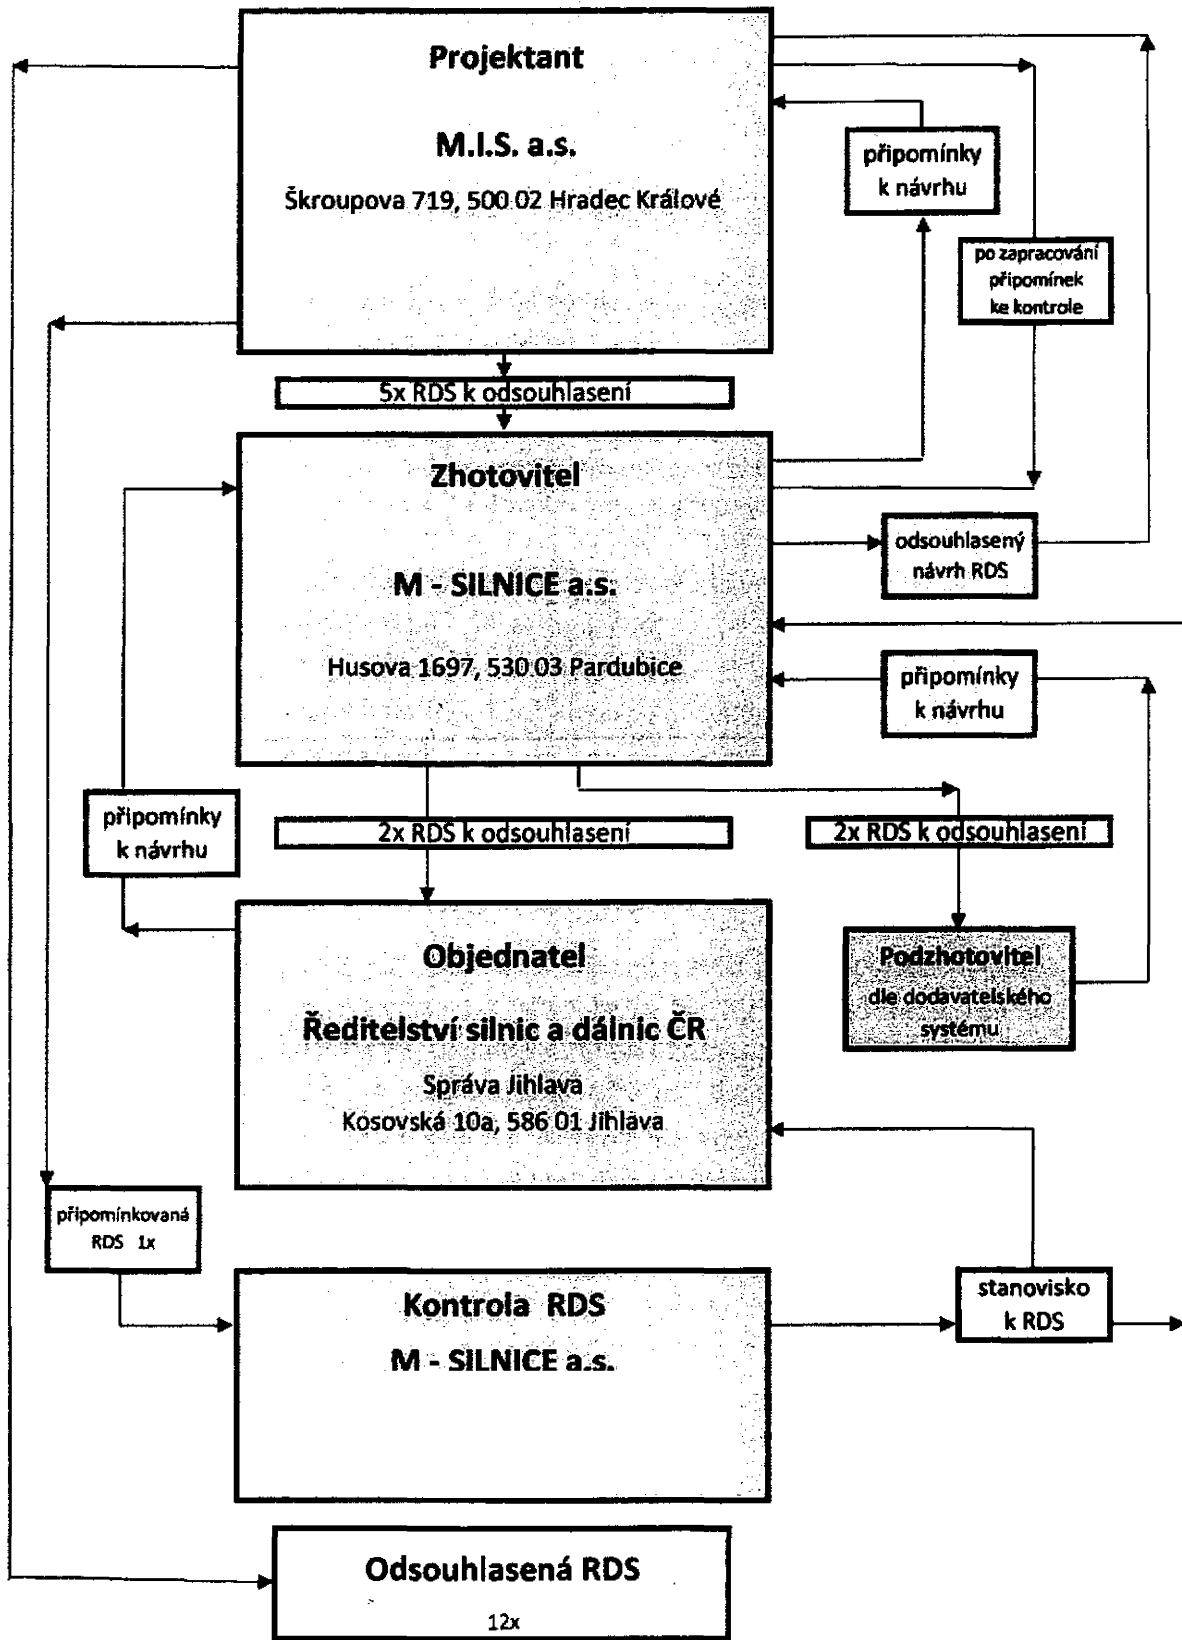 Projektant
M.I.S. a.s.
Škroupova 719, 500 02 Hradec Králové
připomínky
k návrhu
po zapracování
připomínek
ke kontrole
5x RDS k odsouhlasení
Zhotovitel
M - SILNICE a.s.
Husova 1697, 530 03 Pardubice
odsouhlasený
návrh RDS
připomínky
k návrhu
připomínky
k návrhu
2x RDS k odsouhlasení
2x RDS k odsouhlasení
Objednatel
Ředitelství silnic a dálnic ČR
Správa Jihlava
Kosovská 10a, 586 01 Jihlava
Podzhotovitel
dle dodavatelského
systému
připomínkovaná
RDS 1x
Kontrola RDS
M - SILNICE a.s.
stanovisko
k RDS
Odsouhlasená RDS
12x